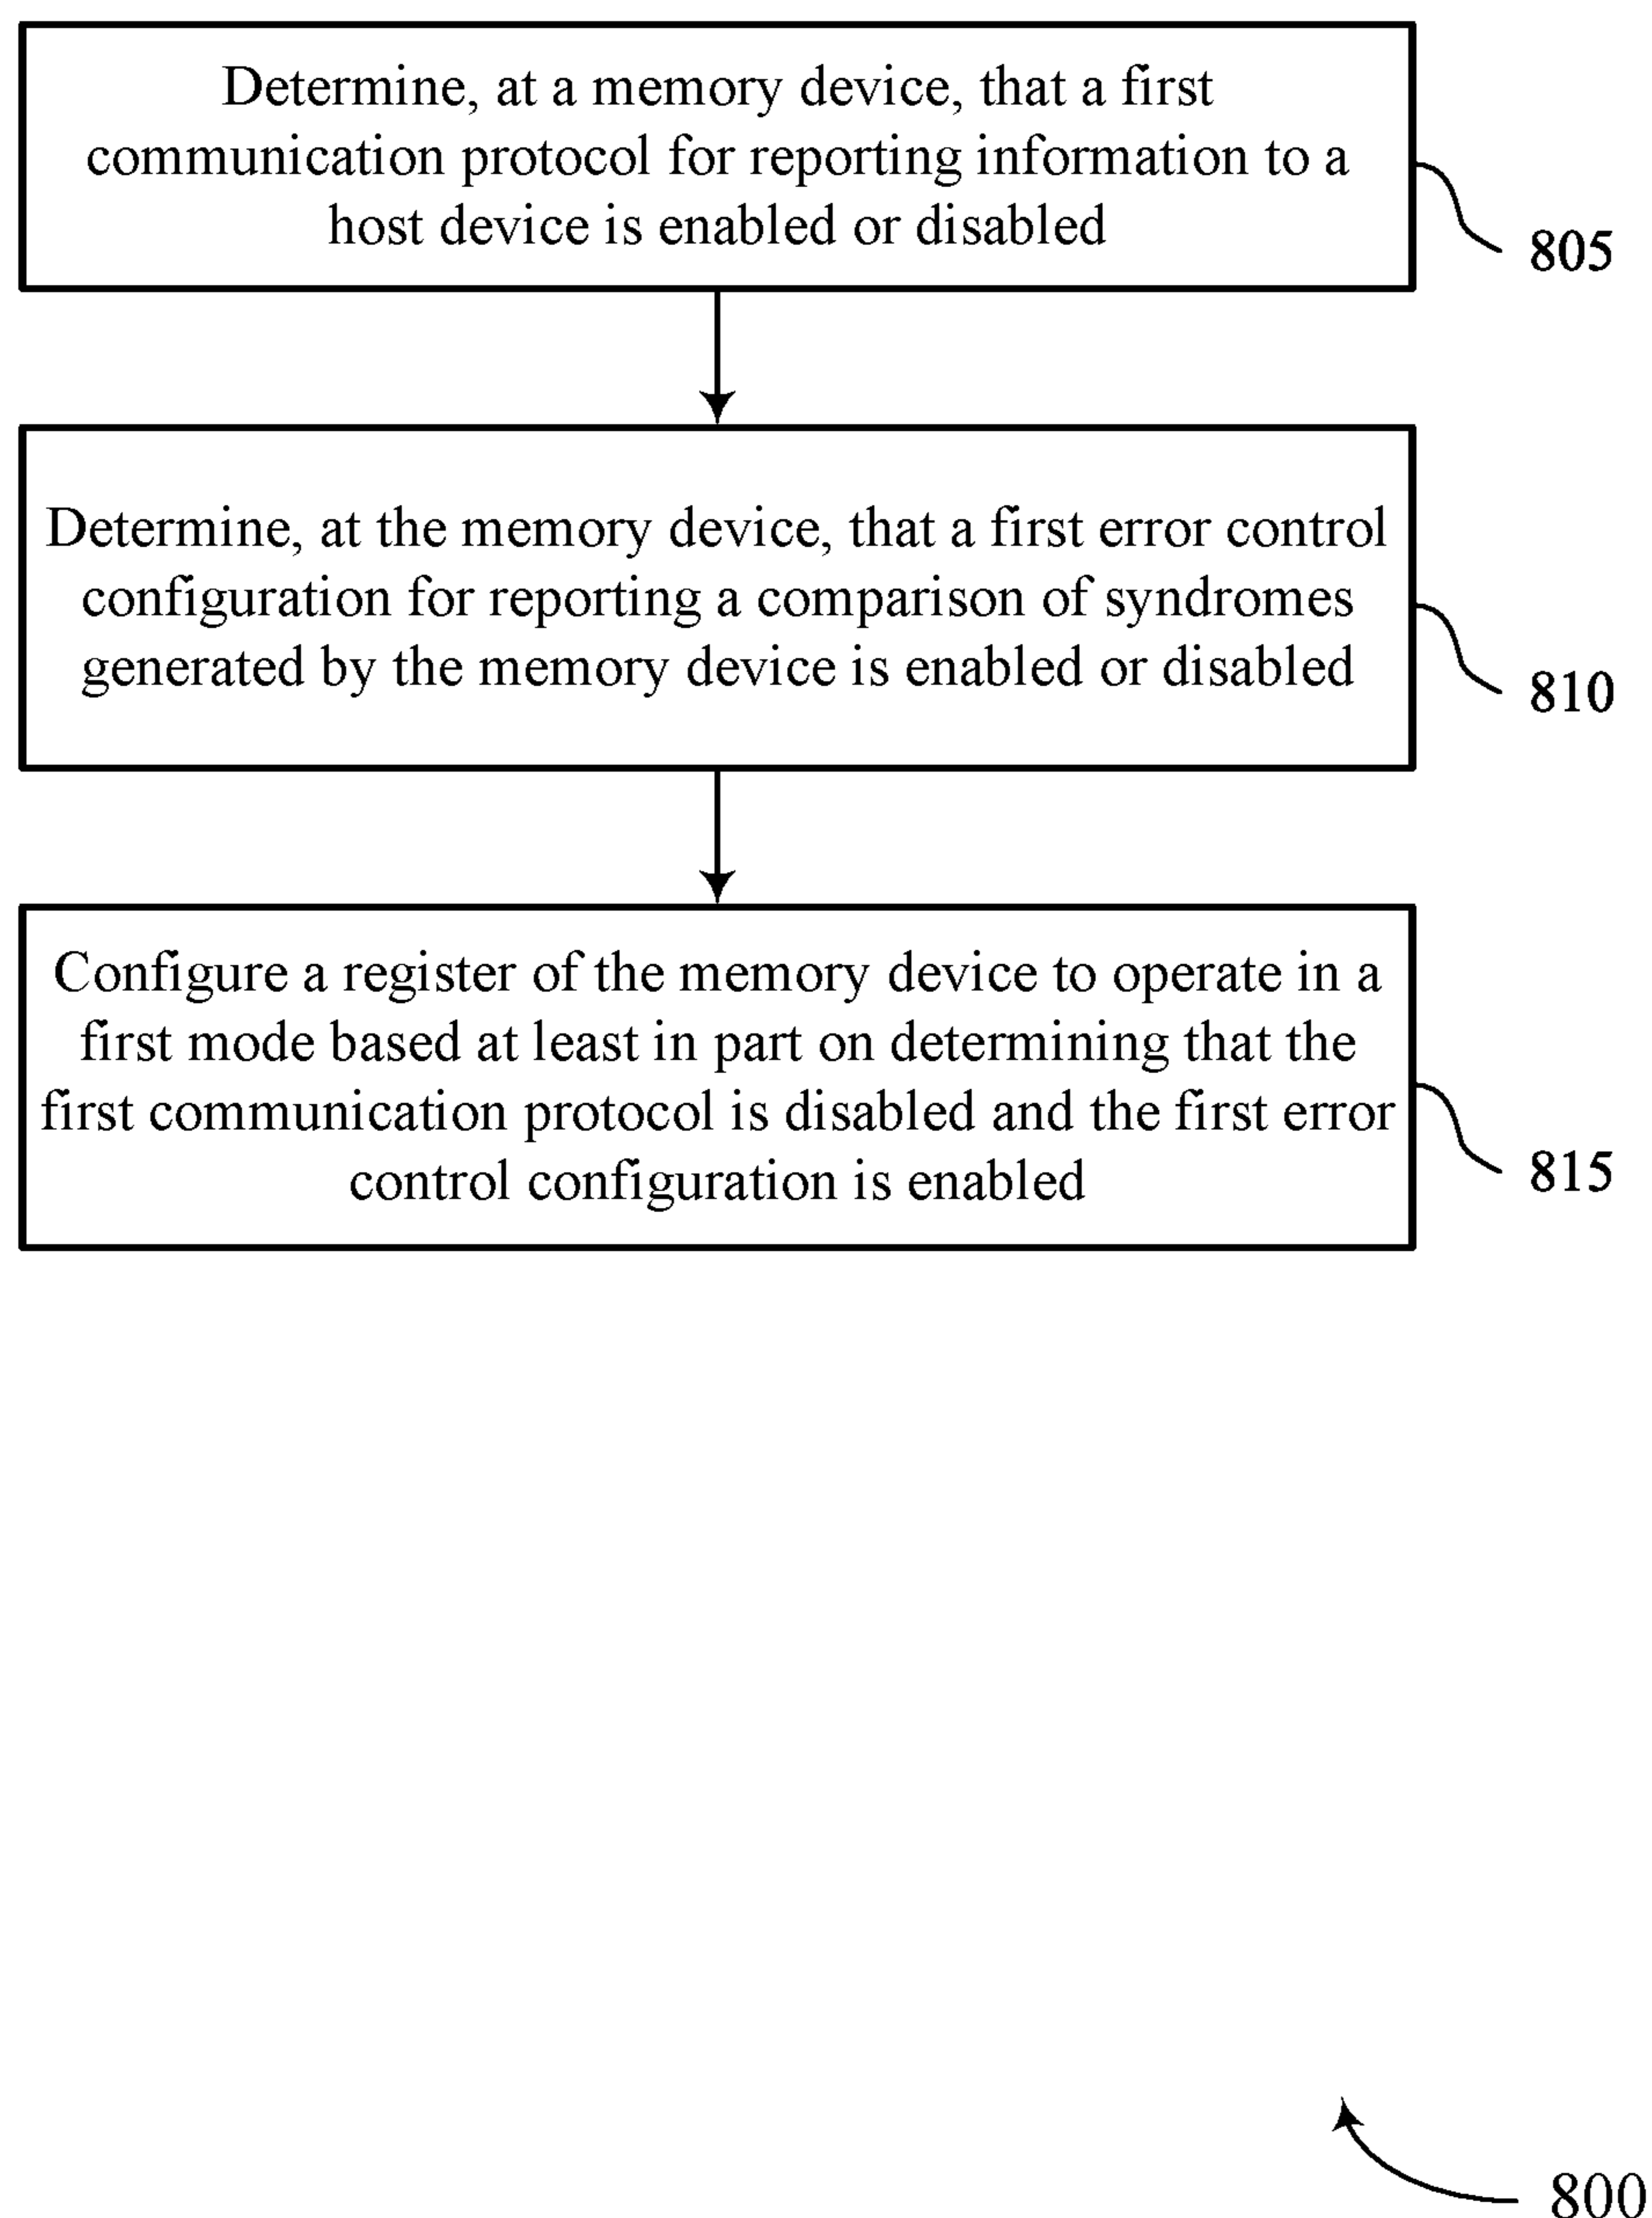 Determine, at a memory device, that a first
communication protocol for reporting information to a
host device is enabled or disabled
805
Determine, at the memory device, that a first error control
configuration for reporting a comparison of syndromes
generated by the memory device is enabled or disabled
810
Configure a register of the memory device to operate in a
first mode based at least in part on determining that the
first communication protocol is disabled and the first error
control configuration is enabled
815
800